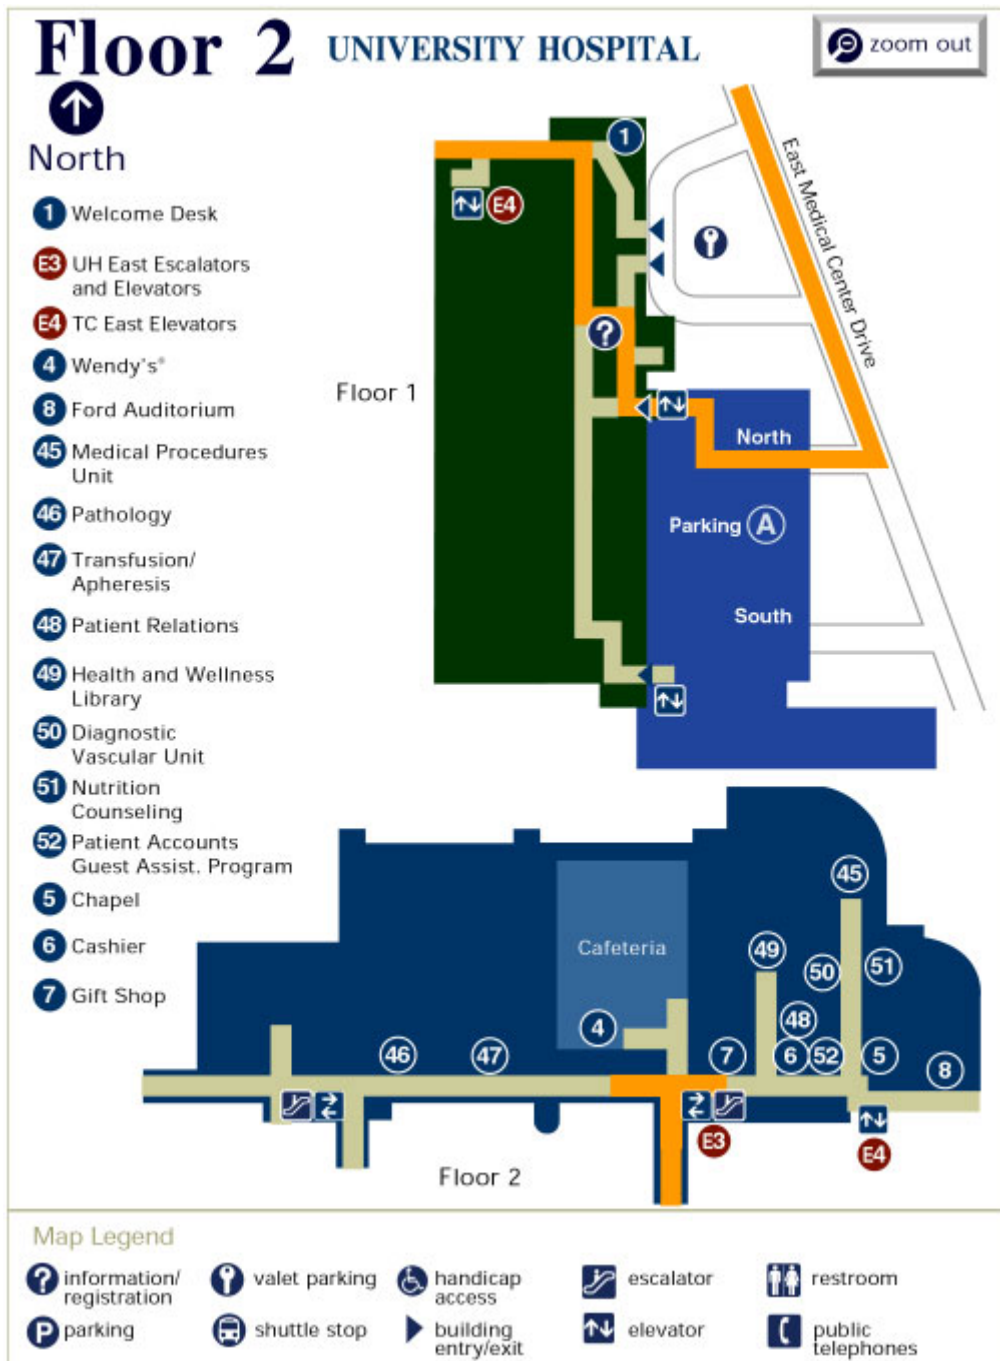 Floor 2 UNIVERSITY HOSPITAL
zoom out
North
1 Welcome Desk
E3 UH East Escalators
and Elevators
E4 TC East Elevators
4 Wendy's®
8 Ford Auditorium
45 Medical Procedures
Unit
46 Pathology
47 Transfusion/
Apheresis
48 Patient Relations
49 Health and Wellness
Library
50 Diagnostic
Vascular Unit
51 Nutrition
Counseling
52 Patient Accounts
Guest Assist. Program
5 Chapel
6 Cashier
7 Gift Shop
1
E4
East Medical Center Drive
?
Floor 1
North
Parking A
South
Cafeteria
45
49
50
51
48
4
46
47
7
6
52
5
8
E3
E4
Floor 2
Map Legend
? information/
registration
valet parking
handicap
access
escalator
restroom
P parking
shuttle stop
building
entry/exit
elevator
public
telephones